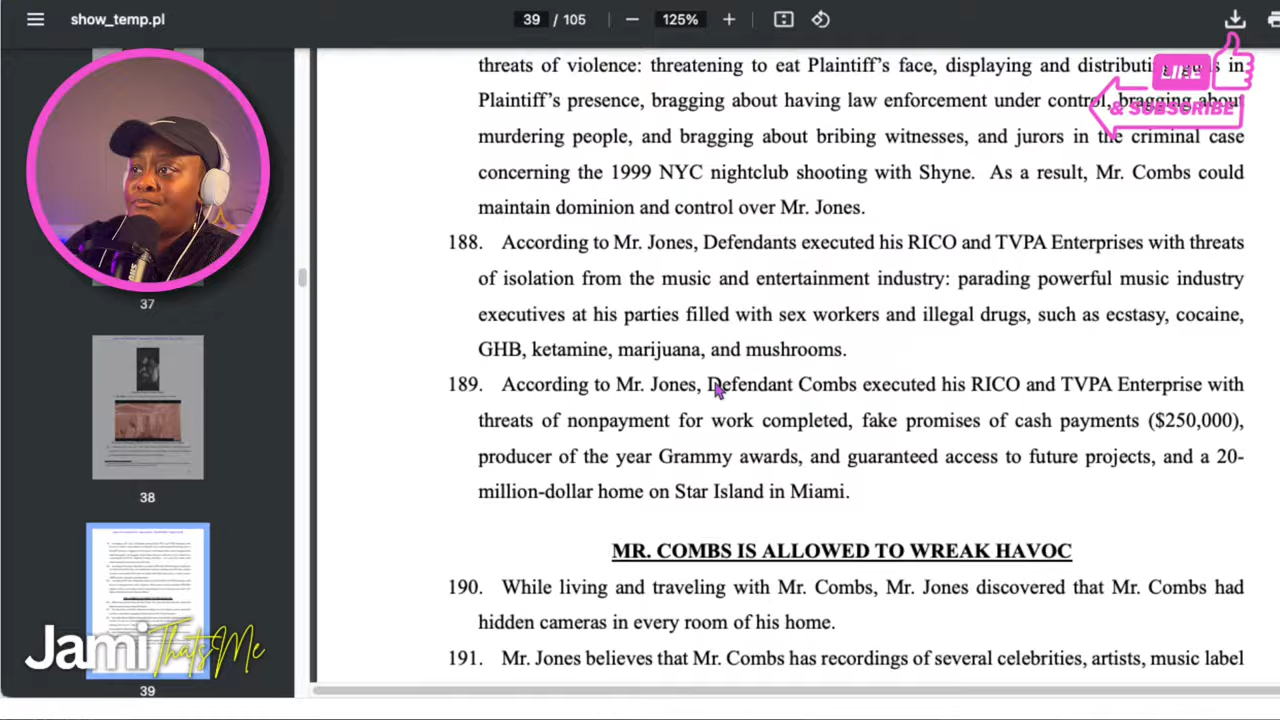 show_temp.pl
39 / 105
125%
threats of violence: threatening to eat Plaintiff's face, displaying and distributing guns in
Plaintiff's presence, bragging about having law enforcement under control, bragging about
murdering people, and bragging about bribing witnesses, and jurors in the criminal case
concerning the 1999 NYC nightclub shooting with Shyne. As a result, Mr. Combs could
maintain dominion and control over Mr. Jones.
188. According to Mr. Jones, Defendants executed his RICO and TVPA Enterprises with threats
of isolation from the music and entertainment industry: parading powerful music industry
executives at his parties filled with sex workers and illegal drugs, such as ecstasy, cocaine,
GHB, ketamine, marijuana, and mushrooms.
189. According to Mr. Jones, Defendant Combs executed his RICO and TVPA Enterprise with
threats of nonpayment for work completed, fake promises of cash payments ($250,000),
producer of the year Grammy awards, and guaranteed access to future projects, and a 20-
million-dollar home on Star Island in Miami.
MR. COMBS IS ALLOWED TO WREAK HAVOC
190. While living and traveling with Mr. Combs, Mr. Jones discovered that Mr. Combs had
hidden cameras in every room of his home.
191. Mr. Jones believes that Mr. Combs has recordings of several celebrities, artists, music label
LIKE
& SUBSCRIBE
37
38
39
Jami ThatsMe